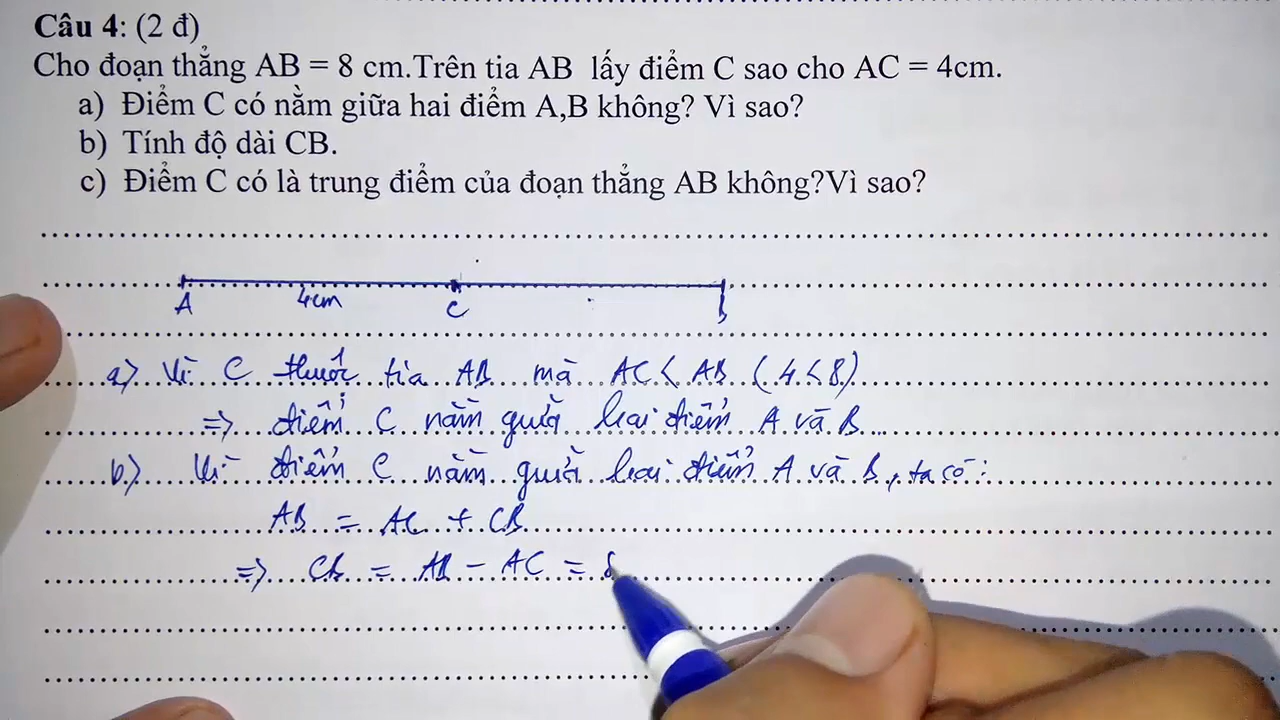 Câu 4: (2 đ)
Cho đoạn thẳng AB = 8 cm.Trên tia AB lấy điểm C sao cho AC = 4cm.
a) Điểm C có nằm giữa hai điểm A,B không? Vì sao?
b) Tính độ dài CB.
c) Điểm C có là trung điểm của đoạn thẳng AB không?Vì sao?
A 4cm C B
a) Vì C thuộc tia AB mà AC < AB (4 < 8)
=> điểm C nằm giữa hai điểm A và B
b) Vì điểm C nằm giữa hai điểm A và B, ta có:
AB = AC + CB
=> CB = AB - AC = 8